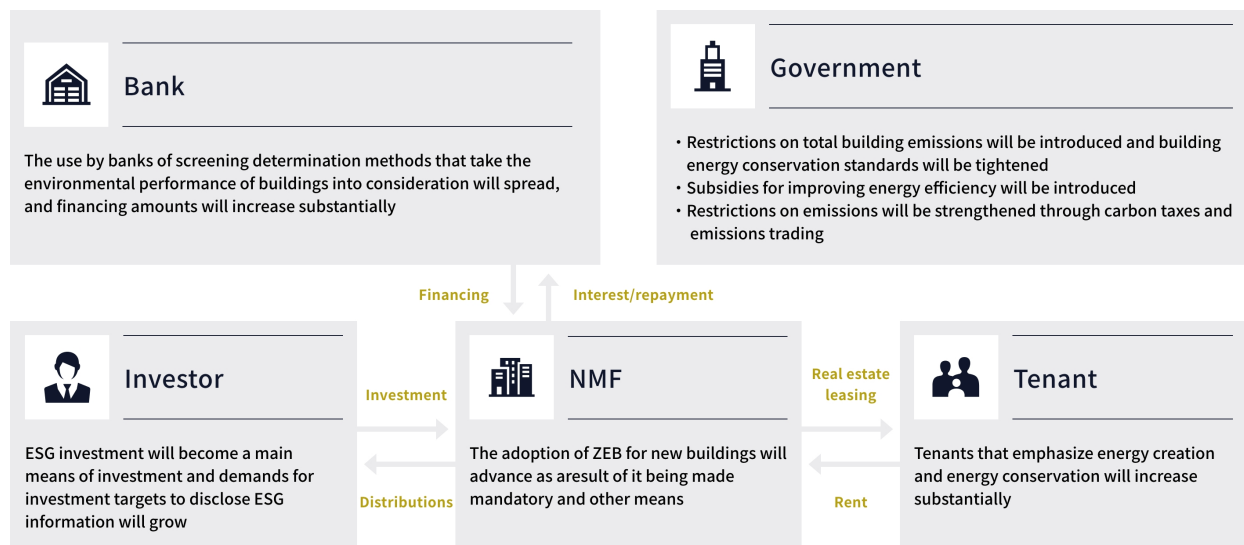 Bank
The use by banks of screening determination methods that take the
environmental performance of buildings into consideration will spread,
and financing amounts will increase substantially
Government
・Restrictions on total building emissions will be introduced and building
energy conservation standards will be tightened
・Subsidies for improving energy efficiency will be introduced
・Restrictions on emissions will be strengthened through carbon taxes and
emissions trading
Financing
Interest/repayment
Investor
ESG investment will become a main
means of investment and demands for
investment targets to disclose ESG
information will grow
Investment
Distributions
NMF
The adoption of ZEB for new buildings will
advance as aresult of it being made
mandatory and other means
Real estate
leasing
Rent
Tenant
Tenants that emphasize energy creation
and energy conservation will increase
substantially